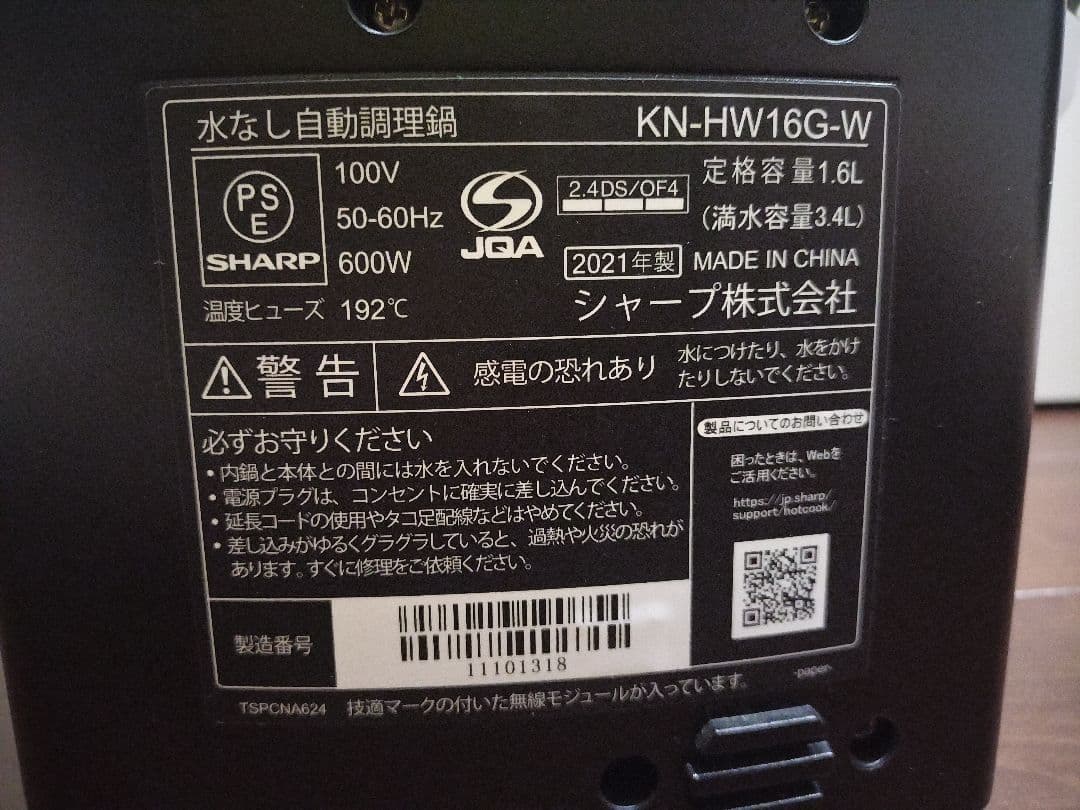 水なし自動調理鍋 KN-HW16G-W
PS
E
SHARP
100V
50-60Hz
600W
温度ヒューズ 192℃
JQA
2.4DS/OF4
定格容量1.6L
(満水容量3.4L)
2021年製 MADE IN CHINA
シャープ株式会社
警告
感電の恐れあり
水につけたり、水をかけ
たりしないでください。
必ずお守りください
・内鍋と本体との間には水を入れないでください。
・電源プラグは、コンセントに確実に差し込んでください。
・延長コードの使用やタコ足配線などはやめてください。
・差し込みがゆるくグラグラしていると、過熱や火災の恐れが
あります。すぐに修理をご依頼ください。
製品についてのお問い合わせ
困ったときは、Webを
ご活用ください。
https://jp.sharp/
support/hotcook/
製造番号
11101318
TSPCNA624 技適マークの付いた無線モジュールが入っています。
-paper-